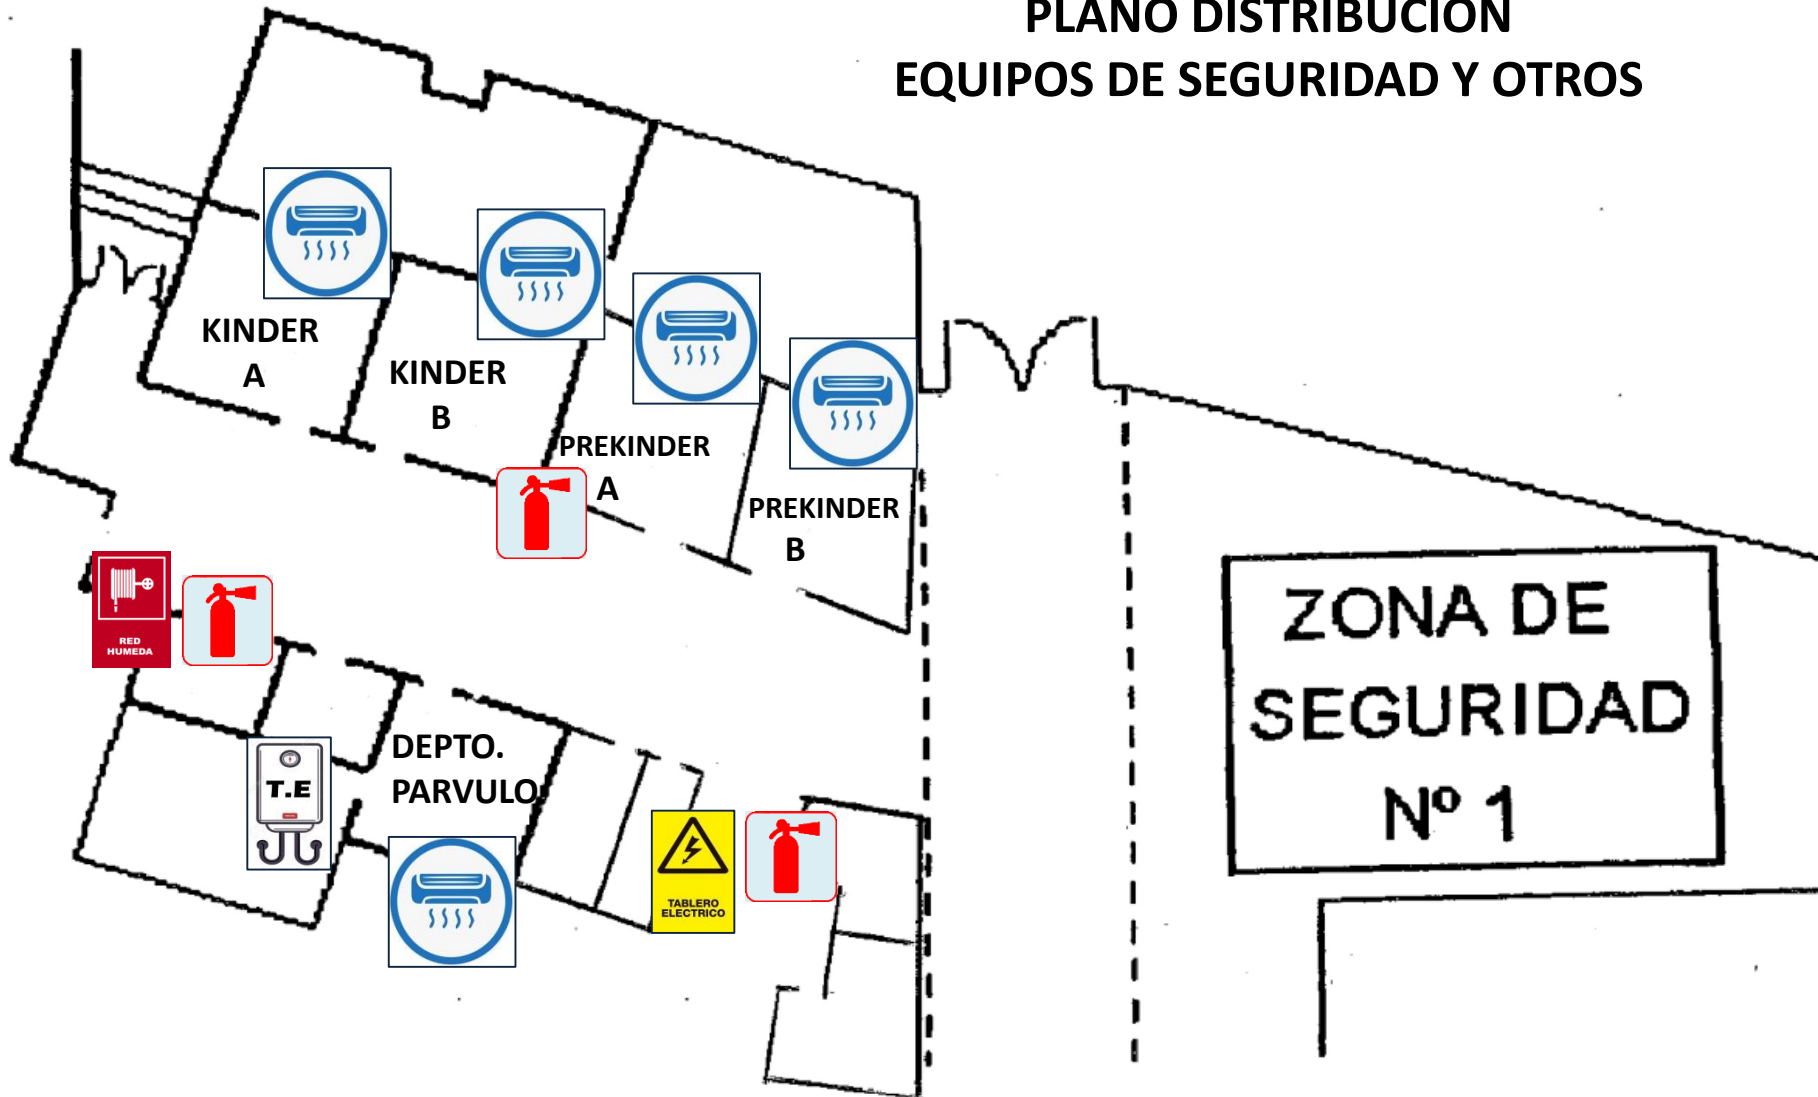 PLANO DISTRIBUCION
EQUIPOS DE SEGURIDAD Y OTROS
KINDER
A
KINDER
B
PREKINDER
A
PREKINDER
B
RED
HUMEDA
DEPTO.
PARVULO
T.E
TABLERO
ELECTRICO
ZONA DE
SEGURIDAD
Nº 1